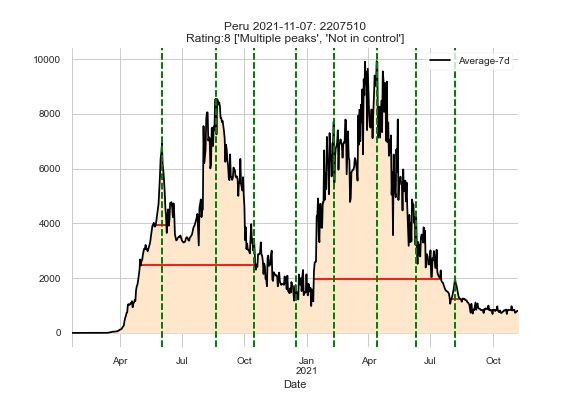 Peru 2021-11-07: 2207510
Rating:8 ['Multiple peaks', 'Not in control']
Average-7d
10000
8000
6000
4000
2000
0
Apr
Jul
Oct
Jan
2021
Apr
Jul
Oct
Date